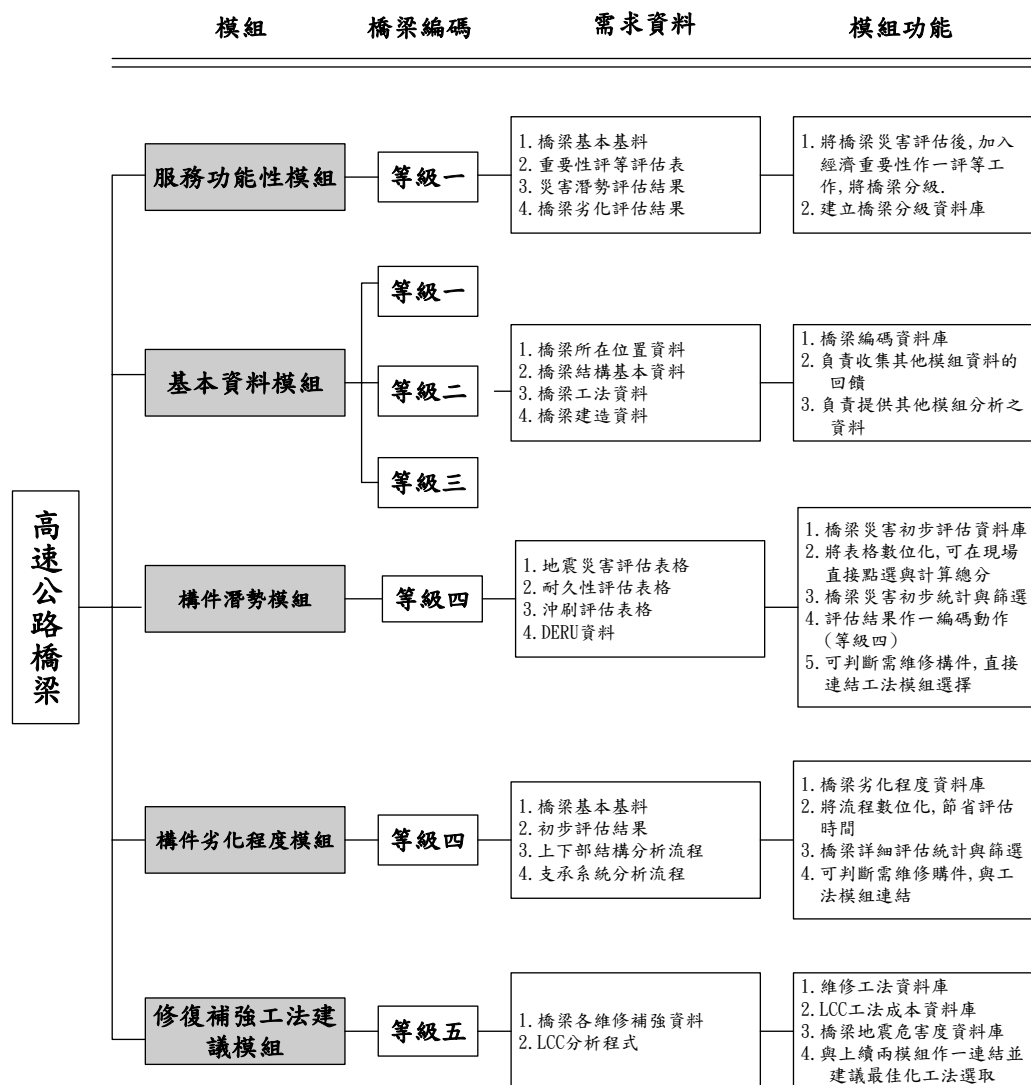 模組
橋梁編碼
需求資料
模組功能
高速公路橋梁
服務功能性模組
等級一
1. 橋梁基本基料
2. 重要性評等評估表
3. 災害潛勢評估結果
4. 橋梁劣化評估結果
1. 將橋梁災害評估後, 加入
經濟重要性作一評等工
作, 將橋梁分級.
2. 建立橋梁分級資料庫
基本資料模組
等級一
等級二
等級三
1. 橋梁所在位置資料
2. 橋梁結構基本資料
3. 橋梁工法資料
4. 橋梁建造資料
1. 橋梁編碼資料庫
2. 負責收集其他模組資料的
回饋
3. 負責提供其他模組分析之
資料
構件潛勢模組
等級四
1. 地震災害評估表格
2. 耐久性評估表格
3. 沖刷評估表格
4. DERU資料
1. 橋梁災害初步評估資料庫
2. 將表格數位化, 可在現場
直接點選與計算總分
3. 橋梁災害初步統計與篩選
4. 評估結果作一編碼動作
(等級四)
5. 可判斷需維修構件, 直接
連結工法模組選擇
構件劣化程度模組
等級四
1. 橋梁基本基料
2. 初步評估結果
3. 上下部結構分析流程
4. 支承系統分析流程
1. 橋梁劣化程度資料庫
2. 將流程數位化, 節省評估
時間
3. 橋梁詳細評估統計與篩選
4. 可判斷需維修購件, 與工
法模組連結
修復補強工法建
議模組
等級五
1. 橋梁各維修補強資料
2. LCC分析程式
1. 維修工法資料庫
2. LCC工法成本資料庫
3. 橋梁地震危害度資料庫
4. 與上續兩模組作一連結並
建議最佳化工法選取